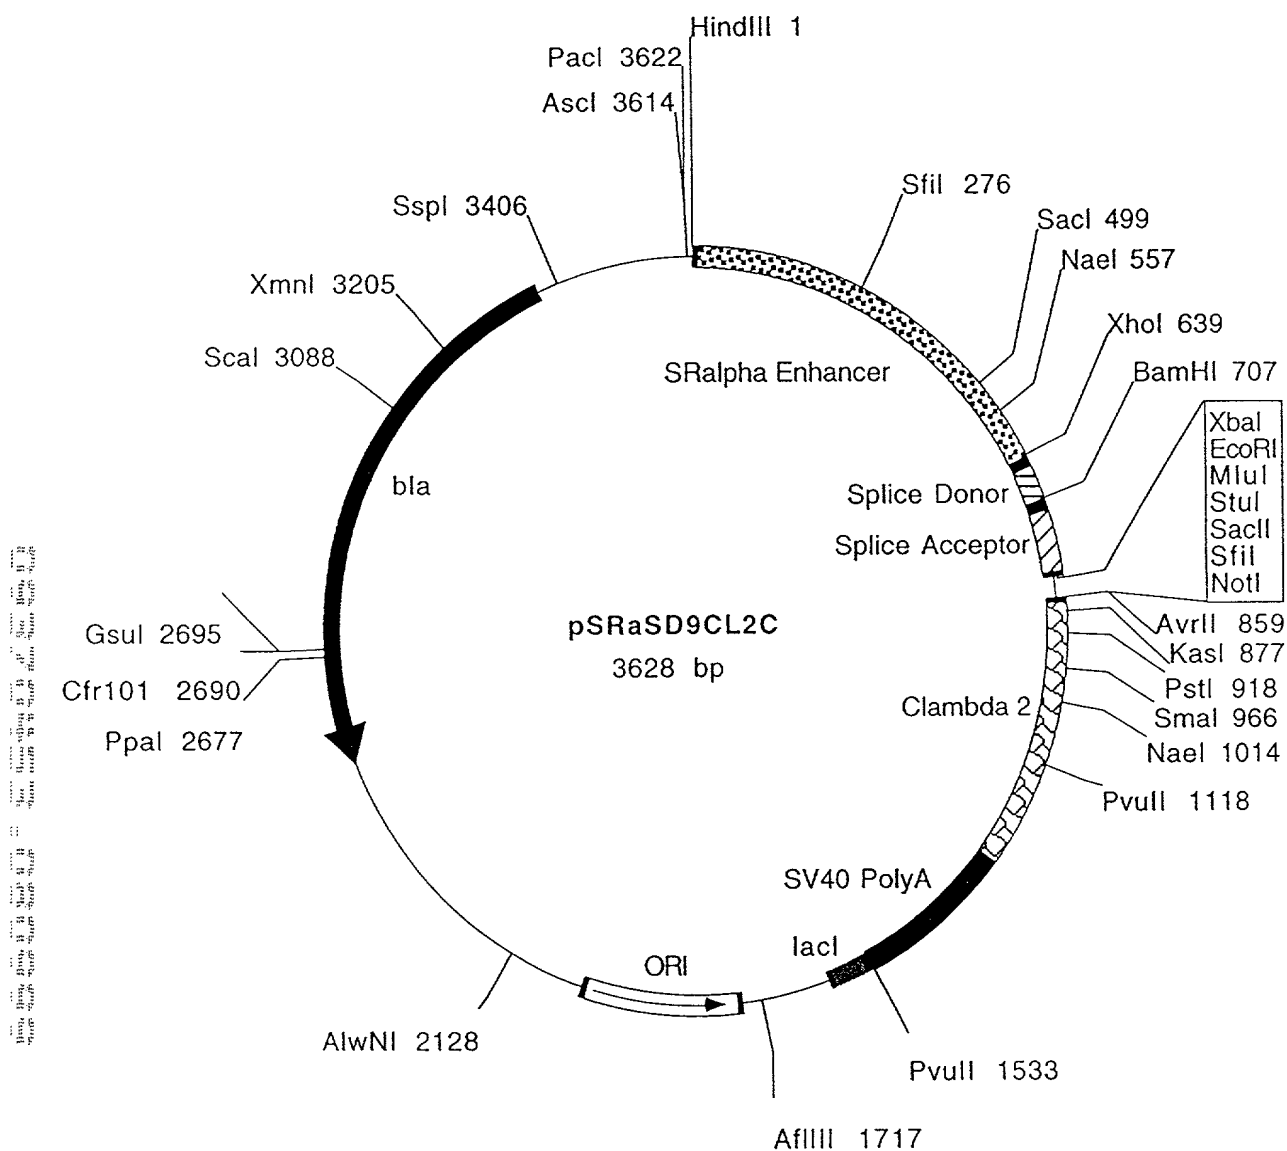 HindIII 1
PacI 3622
AscI 3614
SfiI 276
SspI 3406
SacI 499
NaeI 557
XmnI 3205
XhoI 639
ScaI 3088
SRalpha Enhancer
BamHI 707
XbaI
EcoRI
MluI
StuI
SacII
SfiI
NotI
bla
Splice Donor
Splice Acceptor
pSRaSD9CL2C
3628 bp
GsuI 2695
AvrII 859
KasI 877
Cfr101 2690
PstI 918
Clambda 2
SmaI 966
PpaI 2677
NaeI 1014
PvuII 1118
SV40 PolyA
lacI
ORI
AlwNI 2128
PvuII 1533
AflIII 1717